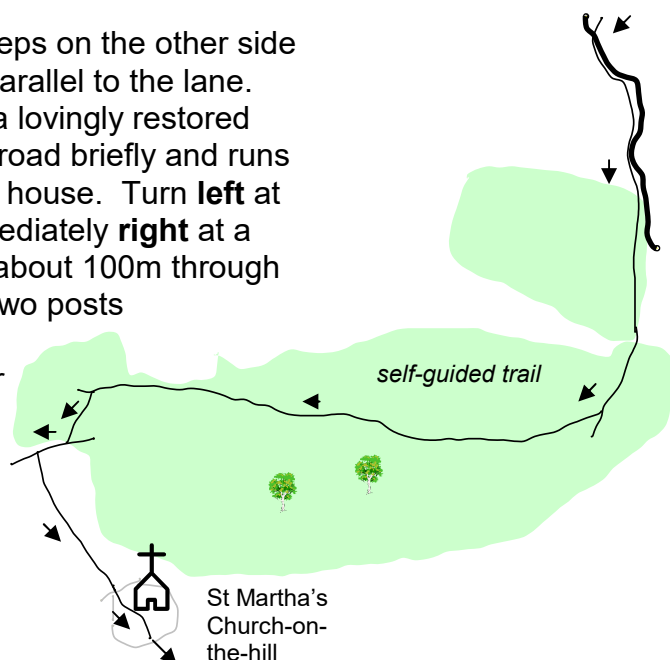 eps on the other side
arallel to the lane.
a lovingly restored
road briefly and runs
house. Turn left at
ediately right at a
about 100m through
wo posts
self-guided trail
St Martha's
Church-on-
the-hill